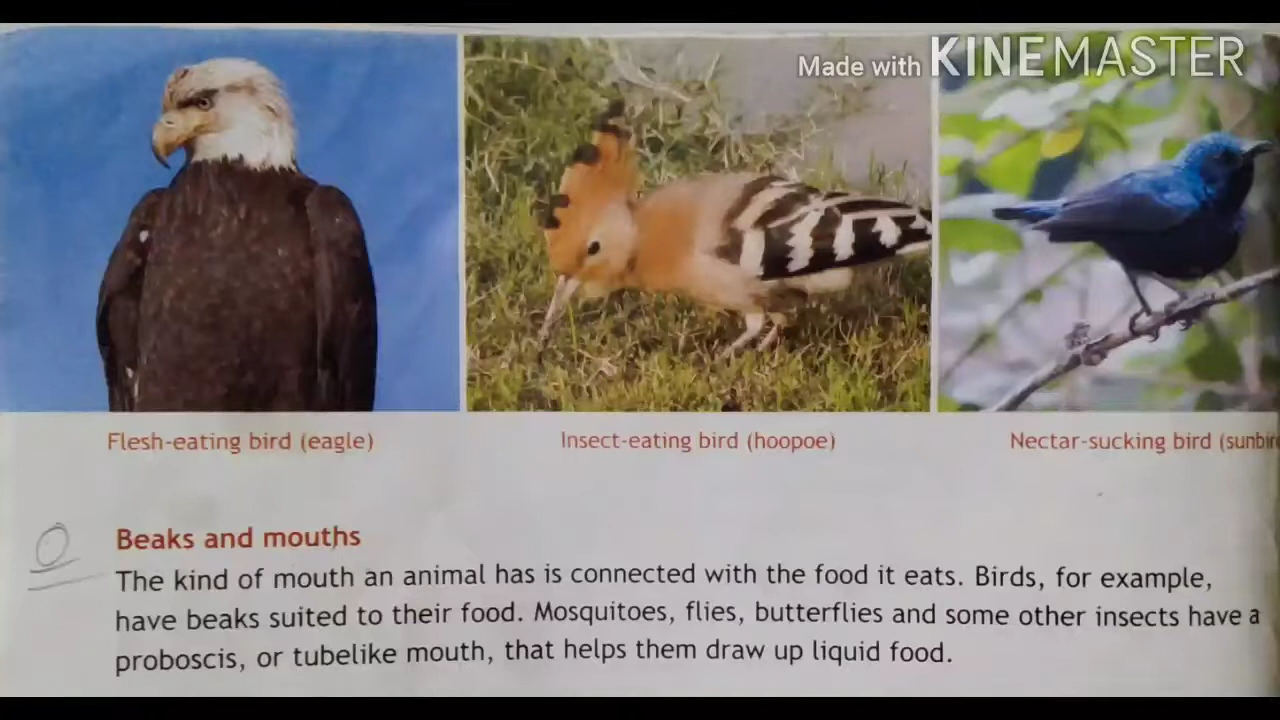 Made with KINEMASTER
Flesh-eating bird (eagle)
Insect-eating bird (hoopoe)
Nectar-sucking bird (sunbir
Beaks and mouths
The kind of mouth an animal has is connected with the food it eats. Birds, for example,
have beaks suited to their food. Mosquitoes, flies, butterflies and some other insects have a
proboscis, or tubelike mouth, that helps them draw up liquid food.